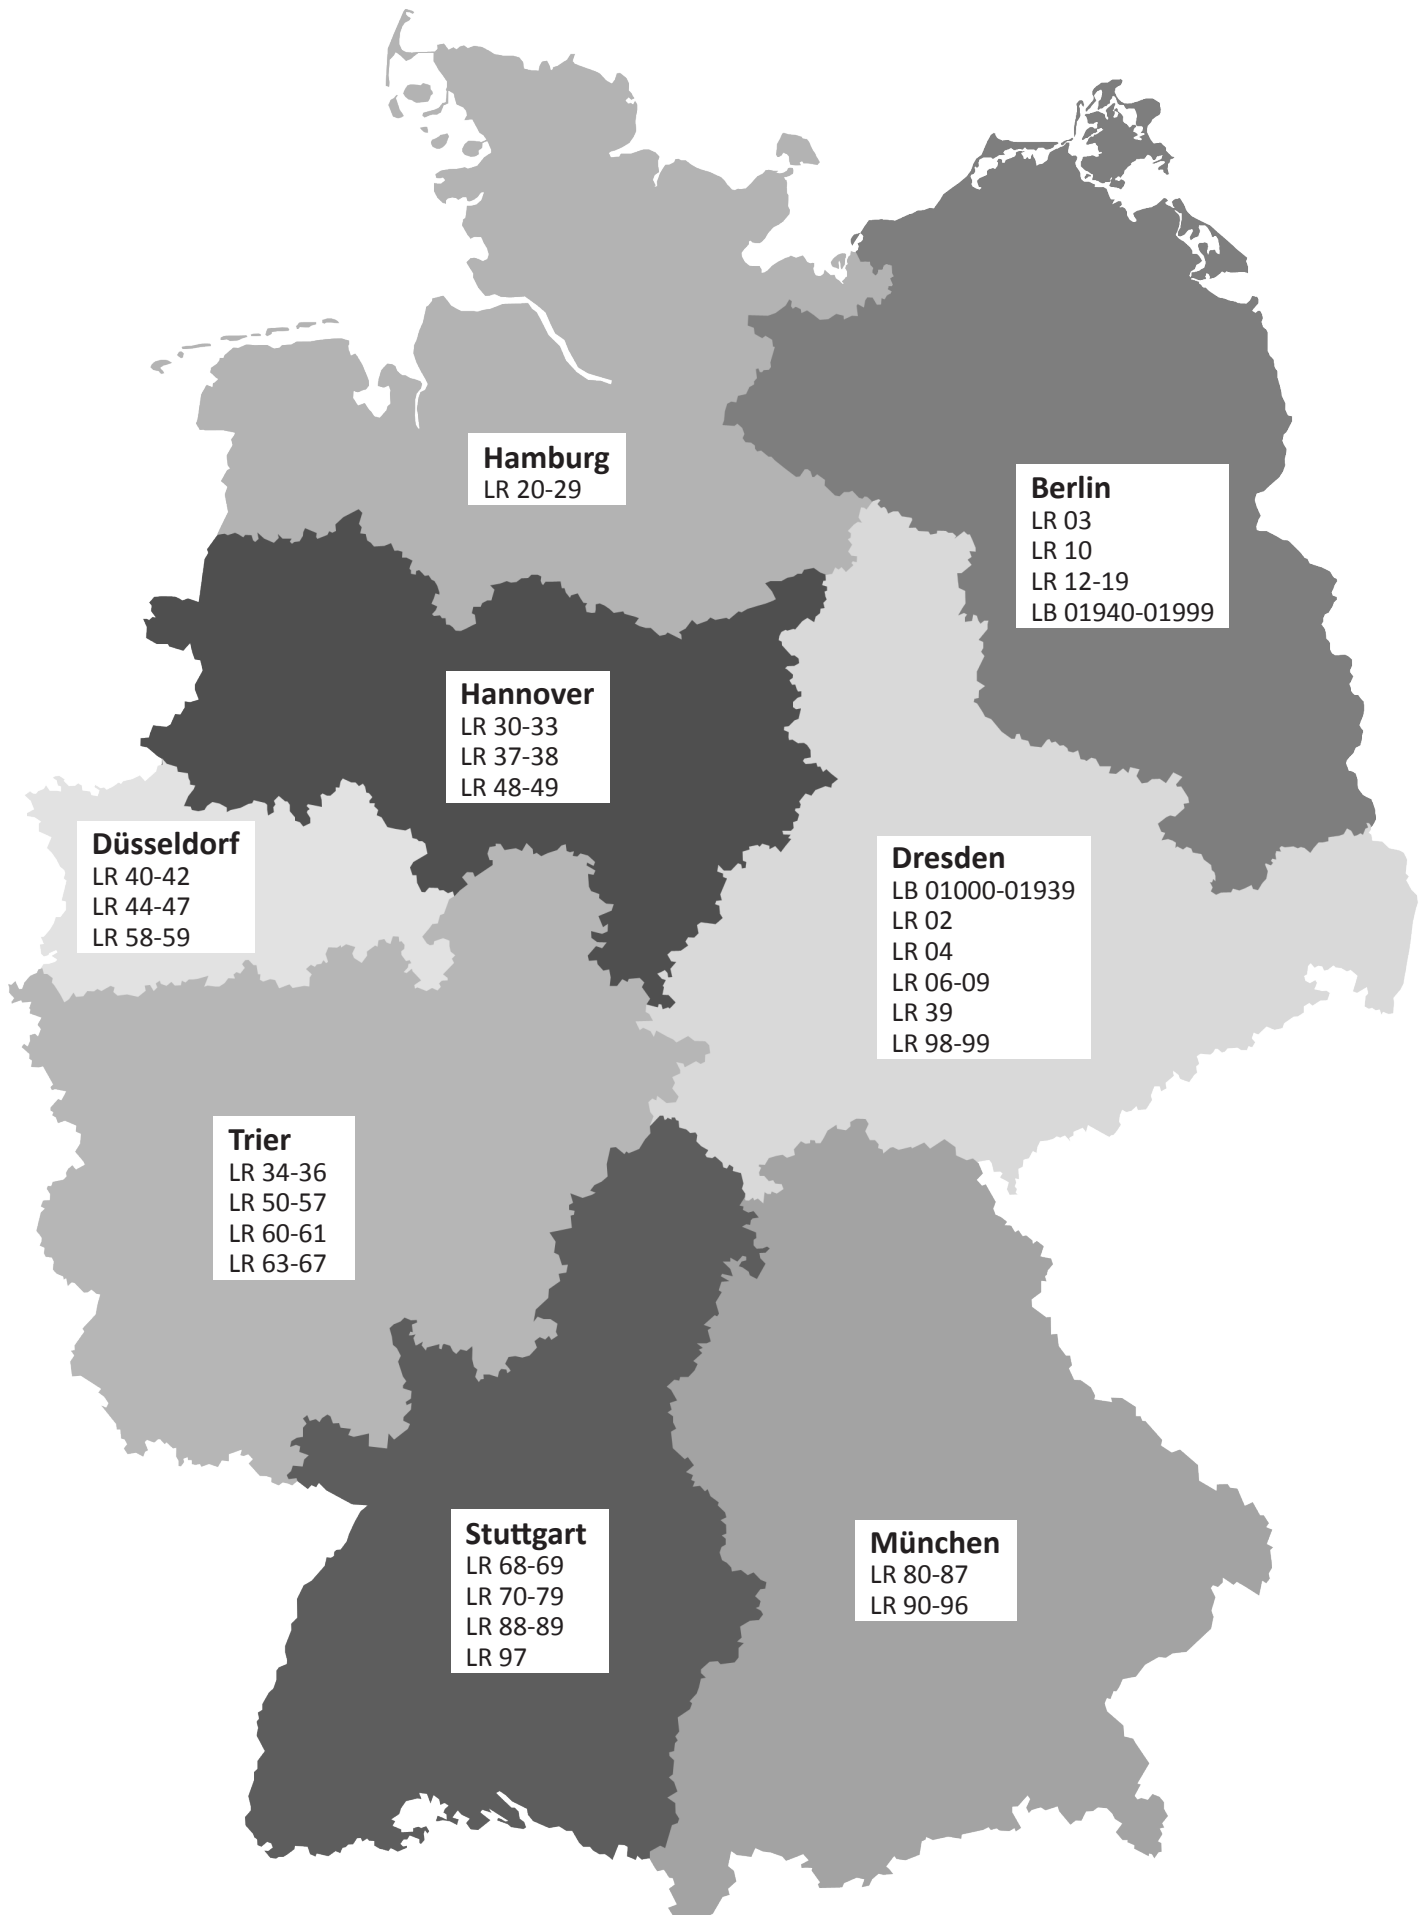 Hamburg
LR 20-29
Berlin
LR 03
LR 10
LR 12-19
LB 01940-01999
Hannover
LR 30-33
LR 37-38
LR 48-49
Düsseldorf
LR 40-42
LR 44-47
LR 58-59
Dresden
LB 01000-01939
LR 02
LR 04
LR 06-09
LR 39
LR 98-99
Trier
LR 34-36
LR 50-57
LR 60-61
LR 63-67
Stuttgart
LR 68-69
LR 70-79
LR 88-89
LR 97
München
LR 80-87
LR 90-96